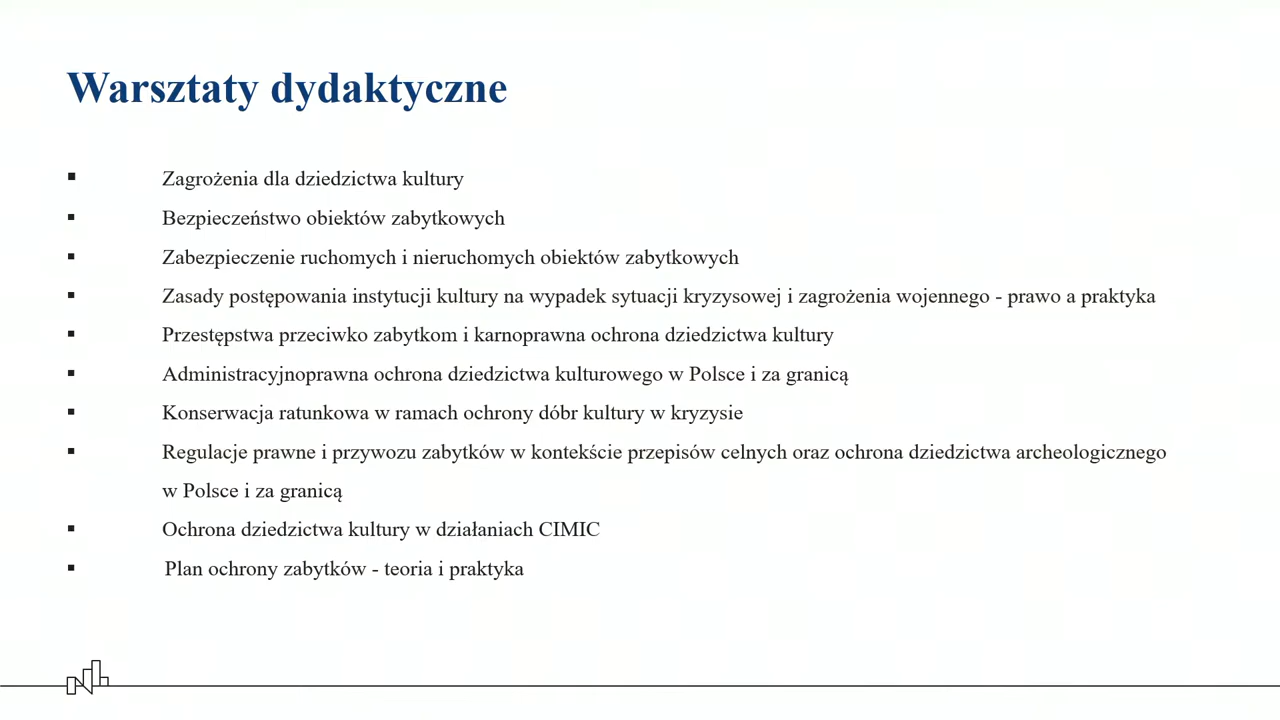 Warsztaty dydaktyczne
▪ Zagrożenia dla dziedzictwa kultury
▪ Bezpieczeństwo obiektów zabytkowych
▪ Zabezpieczenie ruchomych i nieruchomych obiektów zabytkowych
▪ Zasady postępowania instytucji kultury na wypadek sytuacji kryzysowej i zagrożenia wojennego - prawo a praktyka
▪ Przestępstwa przeciwko zabytkom i karnoprawna ochrona dziedzictwa kultury
▪ Administracyjnoprawna ochrona dziedzictwa kulturowego w Polsce i za granicą
▪ Konserwacja ratunkowa w ramach ochrony dóbr kultury w kryzysie
▪ Regulacje prawne i przywozu zabytków w kontekście przepisów celnych oraz ochrona dziedzictwa archeologicznego
w Polsce i za granicą
▪ Ochrona dziedzictwa kultury w działaniach CIMIC
▪ Plan ochrony zabytków - teoria i praktyka